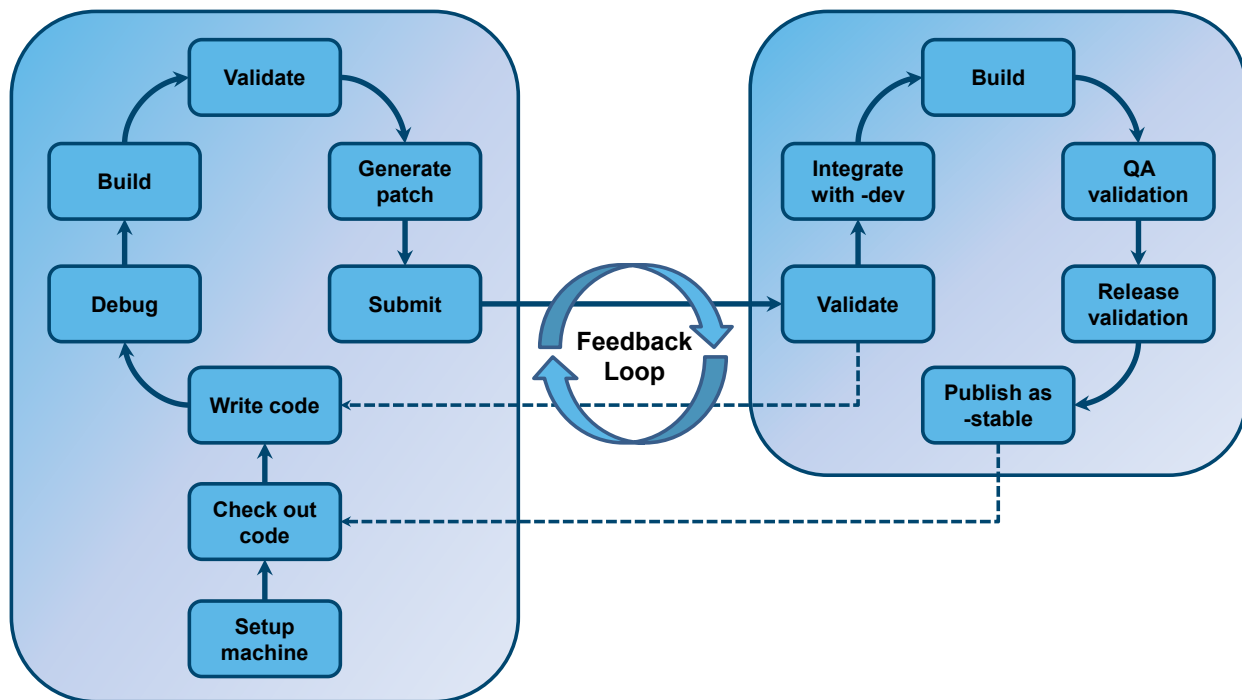 Validate
Generate
patch
Build
Debug
Submit
Write code
Check out
code
Setup
machine
Feedback
Loop
Build
Integrate
with -dev
QA
validation
Validate
Release
validation
Publish as
-stable